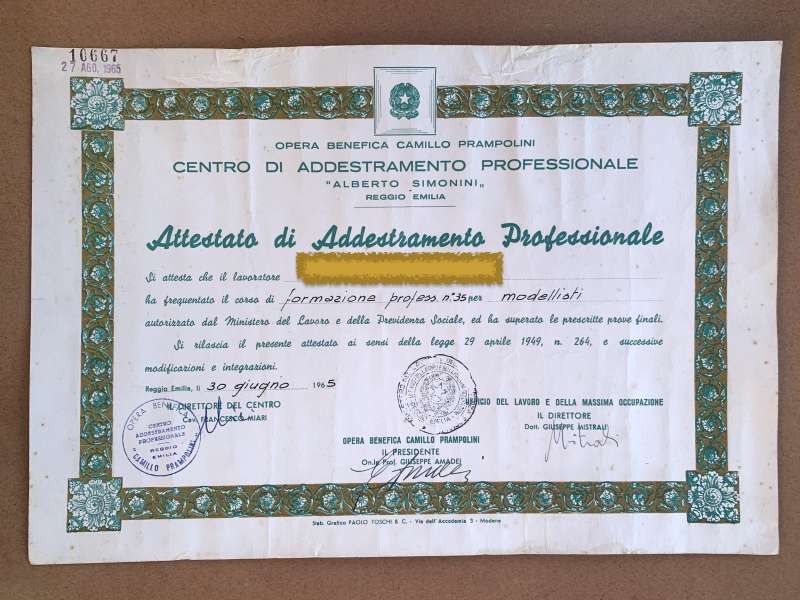 10667
27 AGO. 1965
OPERA BENEFICA CAMILLO PRAMPOLINI
CENTRO DI ADDESTRAMENTO PROFESSIONALE
"ALBERTO SIMONINI„
REGGIO EMILIA
Attestato di Addestramento Professionale
Si attesta che il lavoratore
ha frequentato il corso di formazione profess. n° 35 per modellisti
autorizzato dal Ministero del Lavoro e della Previdenza Sociale, ed ha superato le prescritte prove finali.
Si rilascia il presente attestato ai sensi della legge 29 aprile 1949, n. 264, e successive
modificazioni e integrazioni.
Reggio Emilia, lì 30 giugno 1965
IL DIRETTORE DEL CENTRO
Cav. FRANCESCO MIARI
OPERA BENEFICA
CENTRO
ADDESTRAMENTO
PROFESSIONALE
REGGIO
EMILIA
"CAMILLO PRAMPOLINI"
UFFICIO DEL LAVORO E DELLA MASSIMA OCCUPAZIONE
IL DIRETTORE
Dott. GIUSEPPE MISTRALI
Mistrali
OPERA BENEFICA CAMILLO PRAMPOLINI
IL PRESIDENTE
On.le Prof. GIUSEPPE AMADEI
Stab. Grafico PAOLO TOSCHI & C. - Via dell'Accademia 5 - Modena